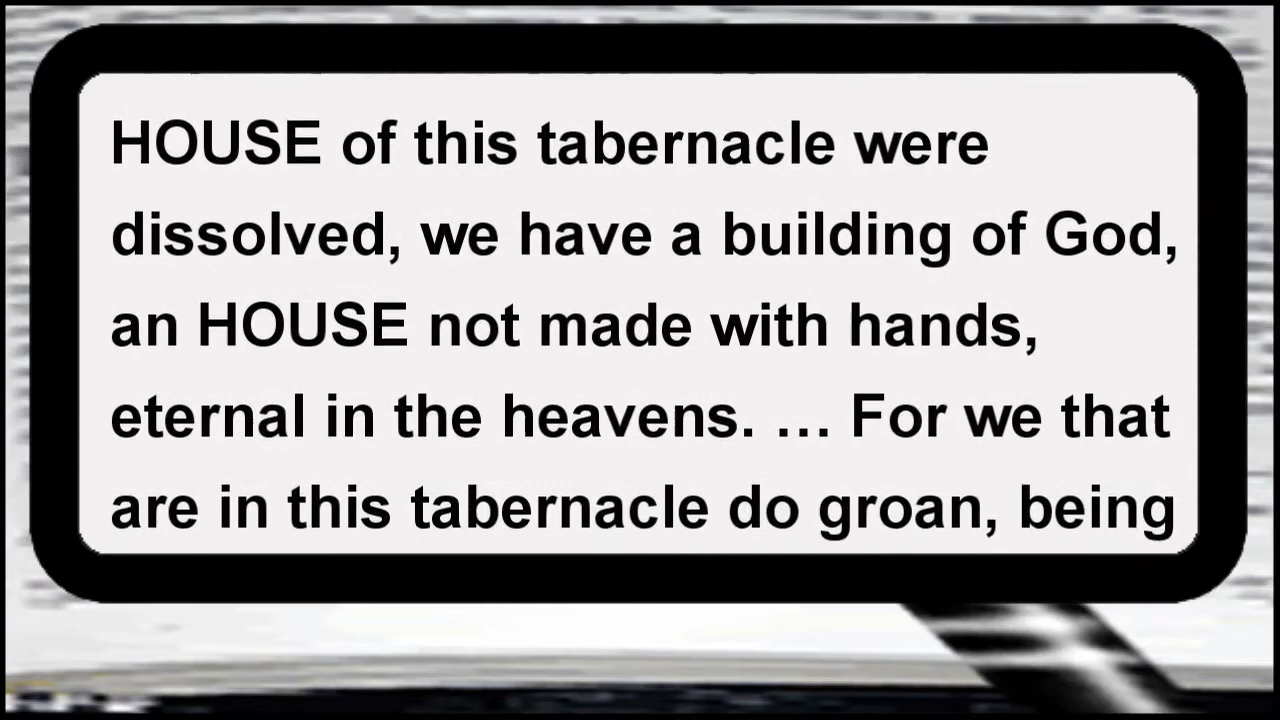 HOUSE of this tabernacle were
dissolved, we have a building of God,
an HOUSE not made with hands,
eternal in the heavens. … For we that
are in this tabernacle do groan, being